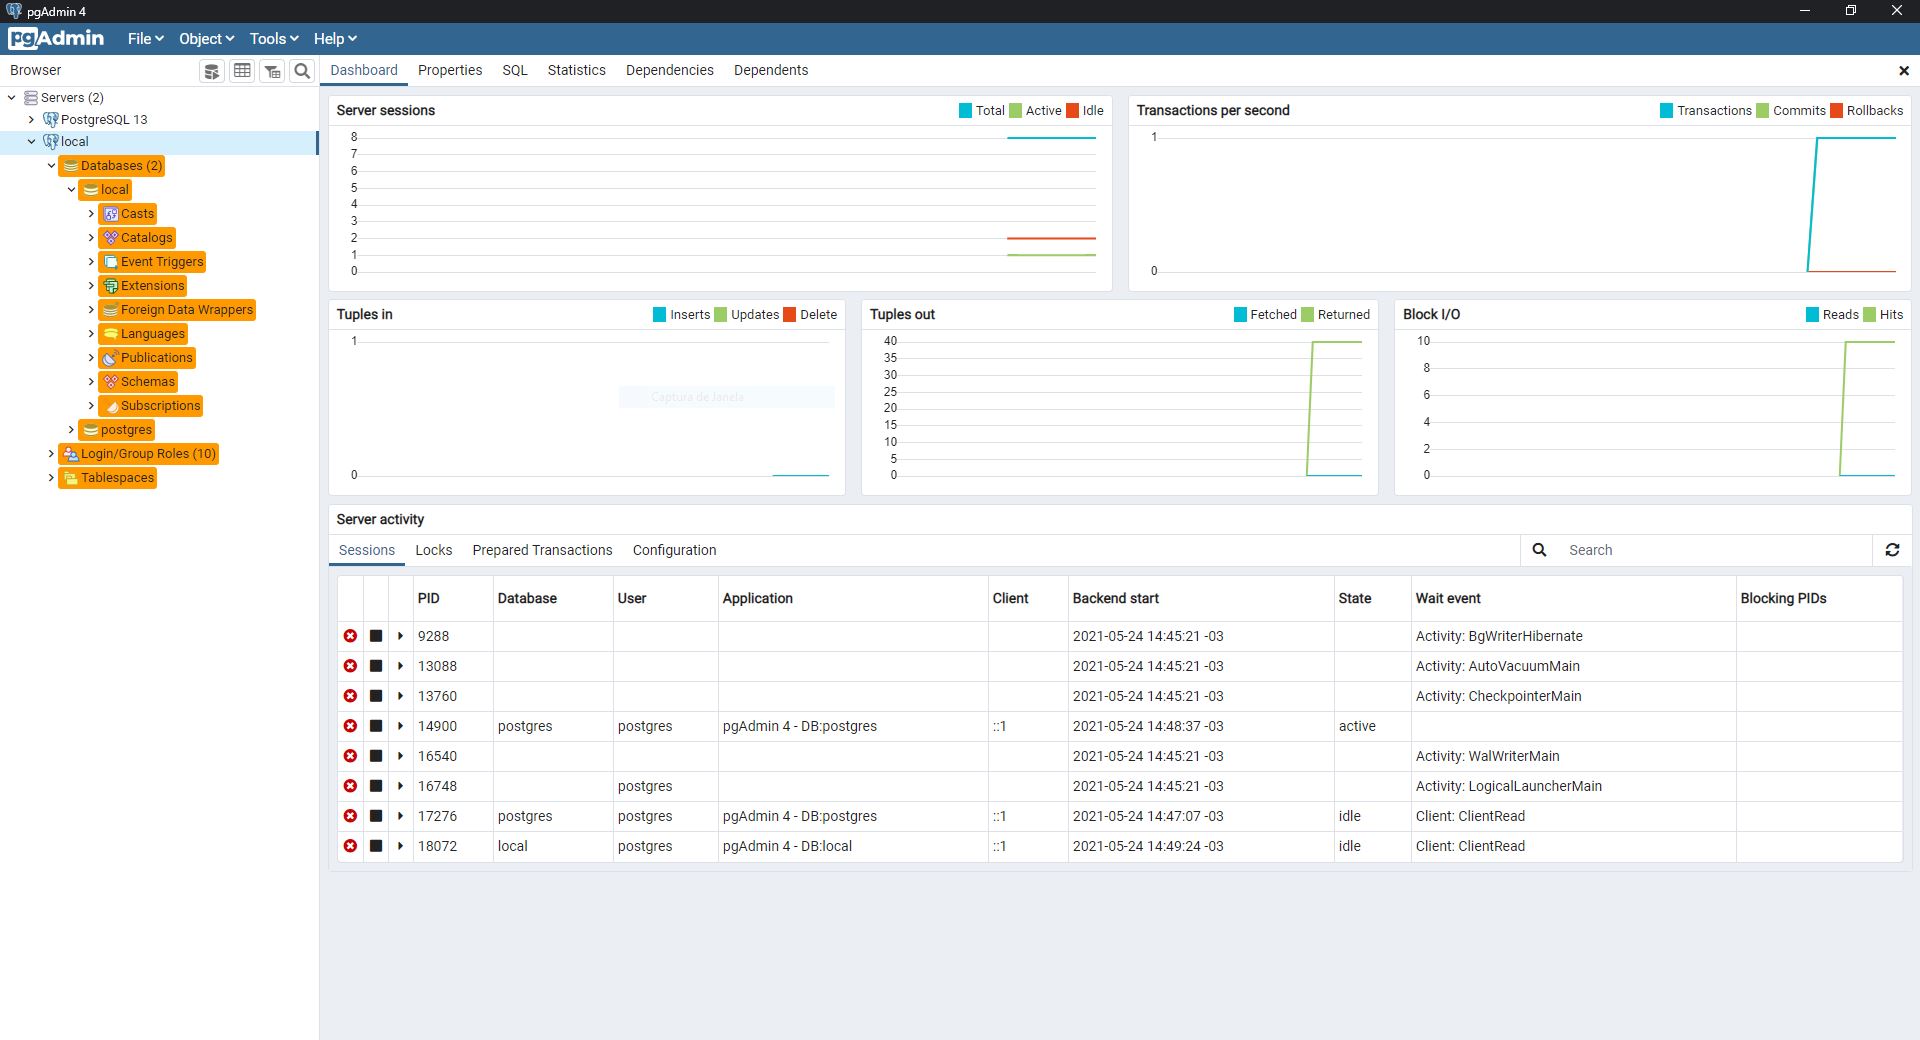 pgAdmin 4
pgAdmin File Object Tools Help
Browser
Dashboard Properties SQL Statistics Dependencies Dependents
Servers (2)
PostgreSQL 13
local
Databases (2)
local
Casts
Catalogs
Event Triggers
Extensions
Foreign Data Wrappers
Languages
Publications
Schemas
Subscriptions
postgres
Login/Group Roles (10)
Tablespaces
Server sessions Total Active Idle
8
7
6
5
4
3
2
1
0
Transactions per second Transactions Commits Rollbacks
1
0
Tuples in Inserts Updates Delete
1
Captura de Janela
0
Tuples out Fetched Returned
40
35
30
25
20
15
10
5
0
Block I/O Reads Hits
10
8
6
4
2
0
Server activity
Sessions Locks Prepared Transactions Configuration Search
PID Database User Application Client Backend start State Wait event Blocking PIDs
9288 2021-05-24 14:45:21 -03 Activity: BgWriterHibernate
13088 2021-05-24 14:45:21 -03 Activity: AutoVacuumMain
13760 2021-05-24 14:45:21 -03 Activity: CheckpointerMain
14900 postgres postgres pgAdmin 4 - DB:postgres ::1 2021-05-24 14:48:37 -03 active
16540 2021-05-24 14:45:21 -03 Activity: WalWriterMain
16748 postgres 2021-05-24 14:45:21 -03 Activity: LogicalLauncherMain
17276 postgres postgres pgAdmin 4 - DB:postgres ::1 2021-05-24 14:47:07 -03 idle Client: ClientRead
18072 local postgres pgAdmin 4 - DB:local ::1 2021-05-24 14:49:24 -03 idle Client: ClientRead